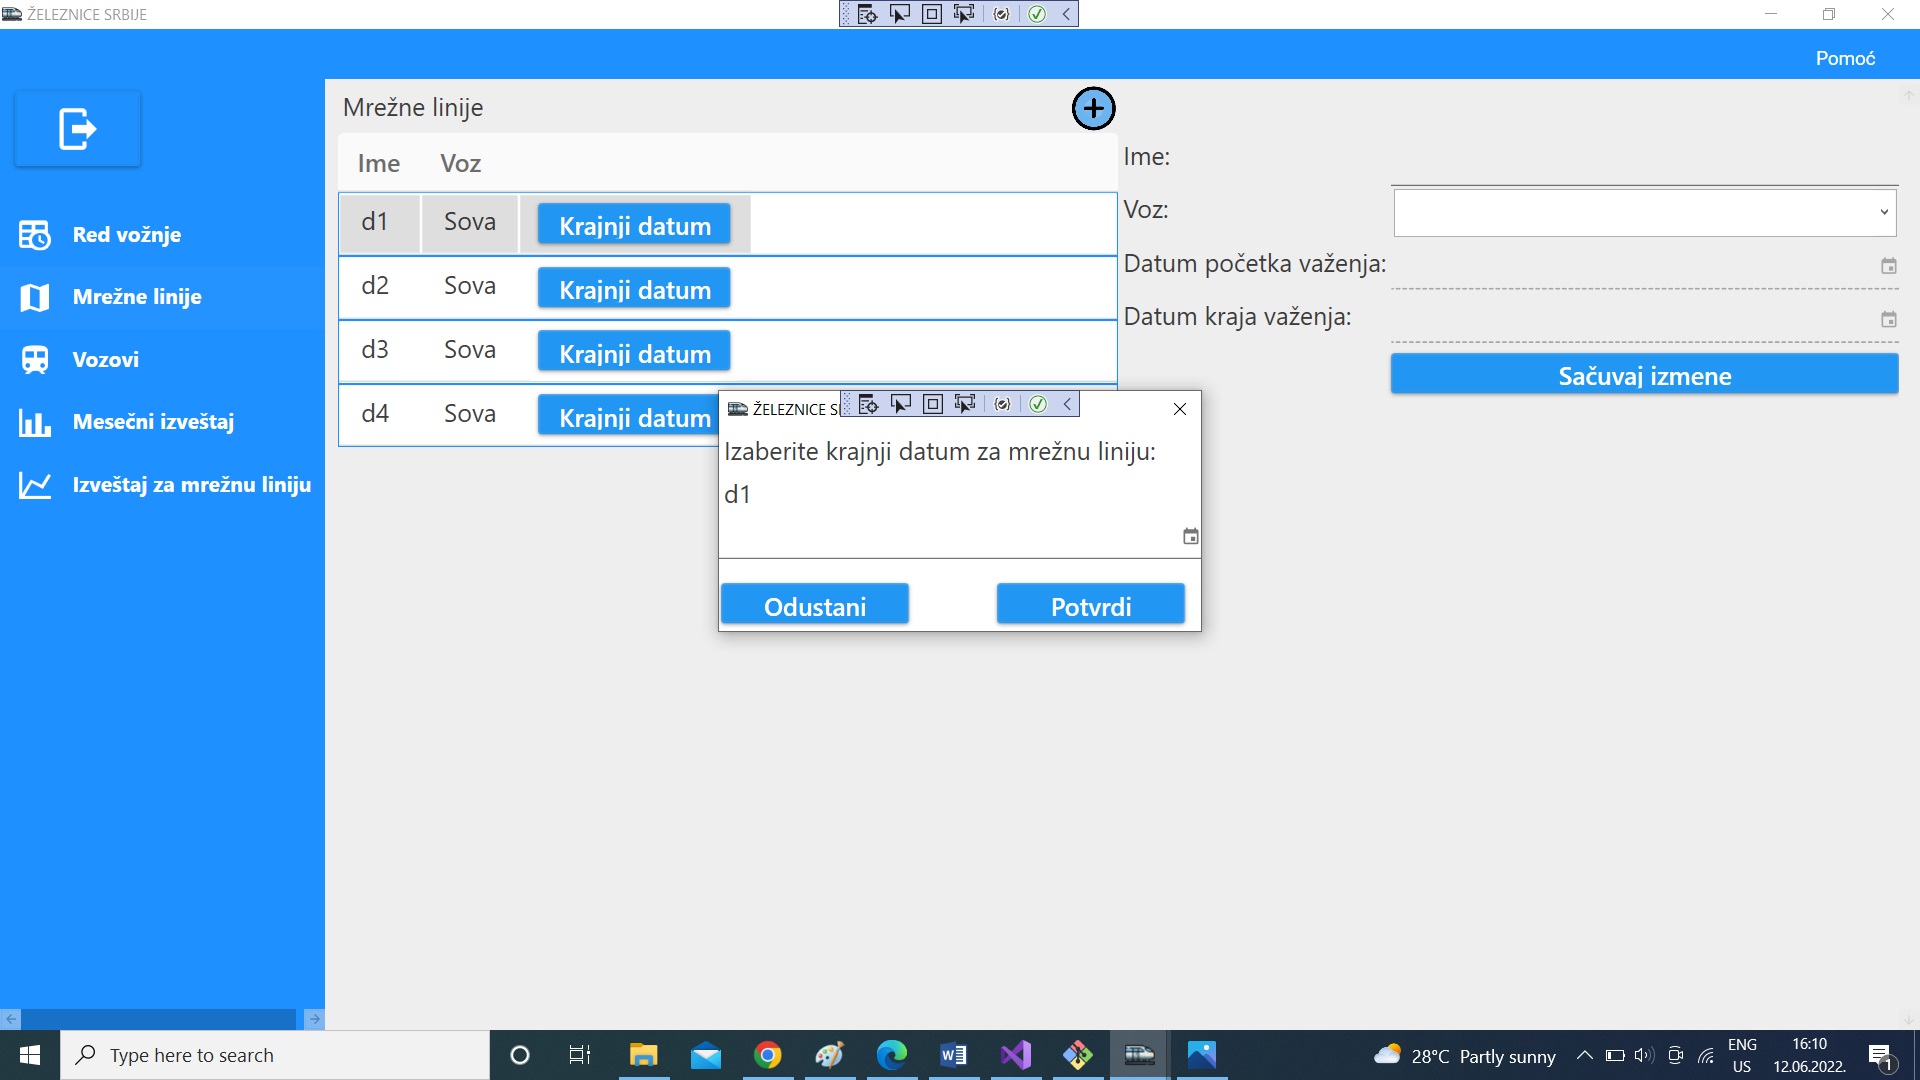 ŽELEZNICE SRBIJE
Pomoć
Red vožnje
Mrežne linije
Vozovi
Mesečni izveštaj
Izveštaj za mrežnu liniju
Mrežne linije
Ime Voz
d1 Sova Krajnji datum
d2 Sova Krajnji datum
d3 Sova Krajnji datum
d4 Sova Krajnji datum
Ime:
Voz:
Datum početka važenja:
Datum kraja važenja:
Sačuvaj izmene
ŽELEZNICE
Izaberite krajnji datum za mrežnu liniju:
d1
Odustani Potvrdi
Type here to search
28°C Partly sunny
ENG
US
16:10
12.06.2022.
1